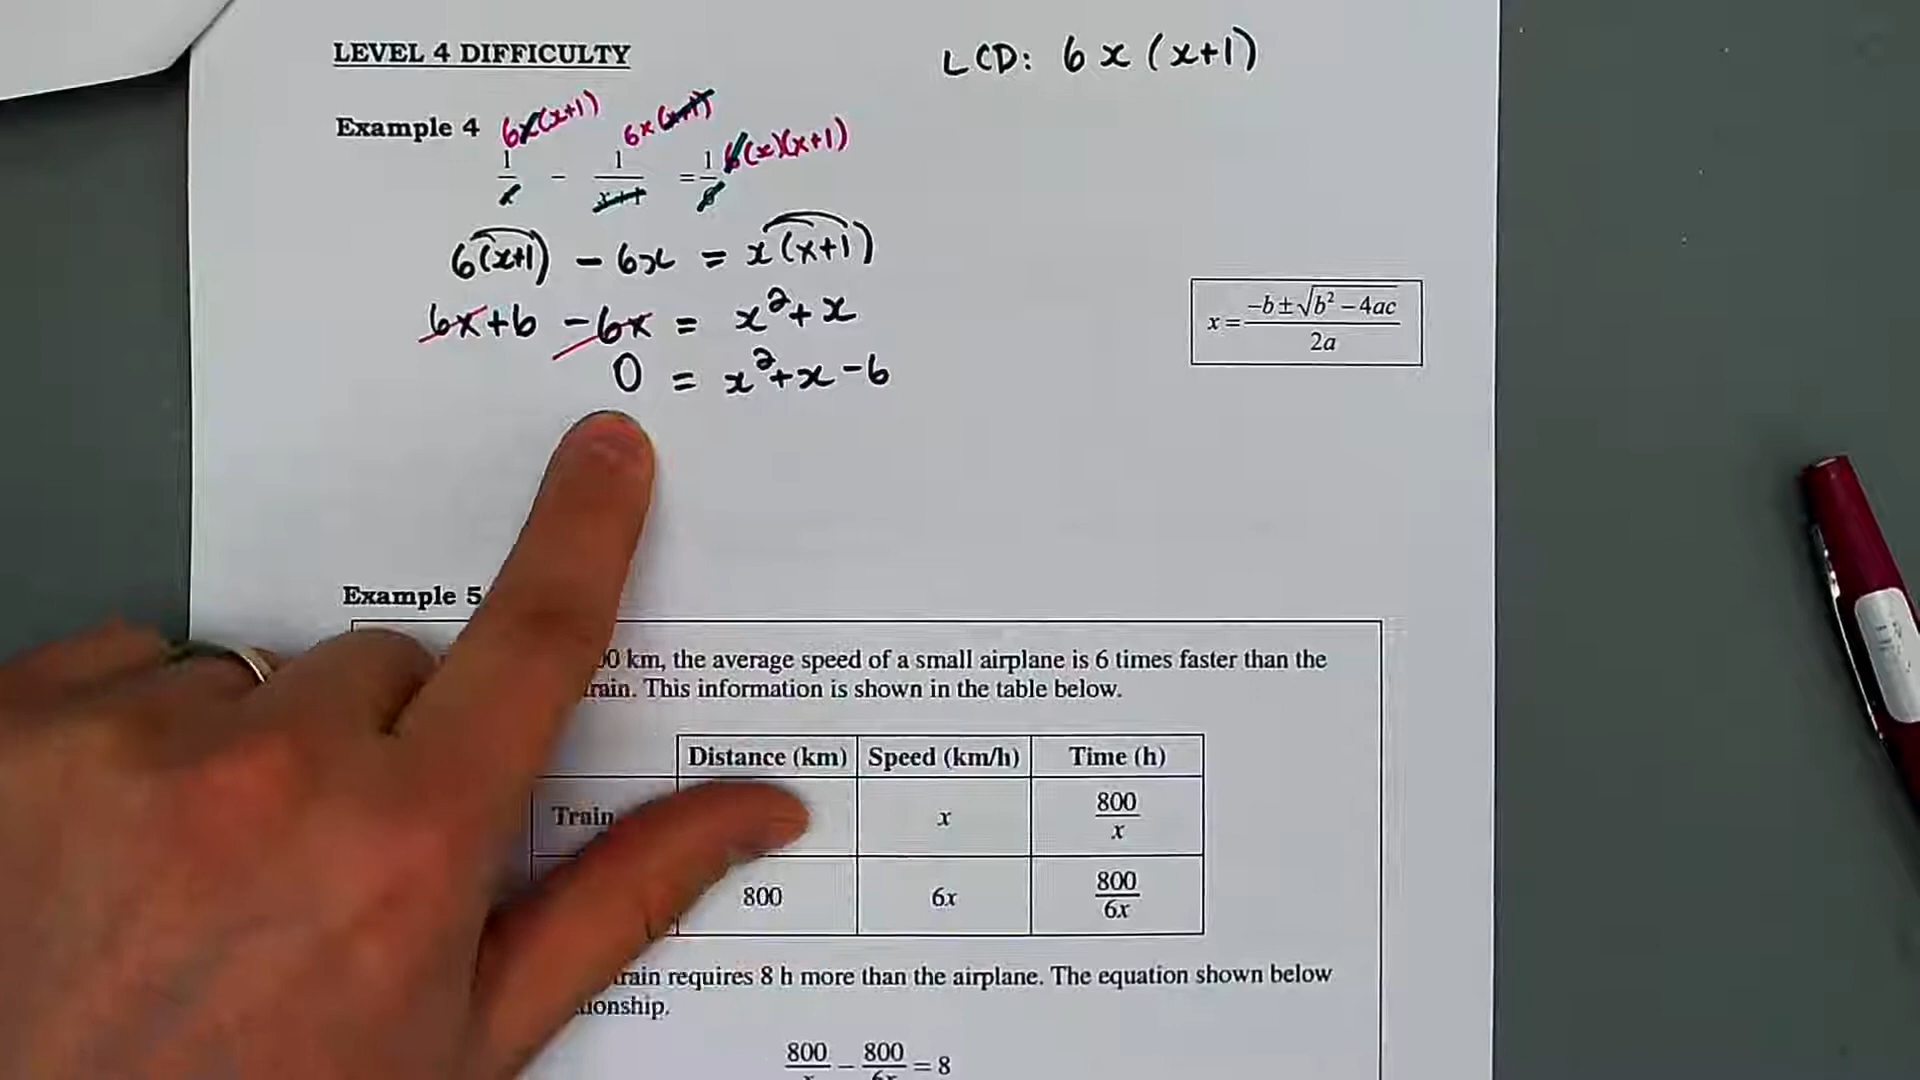 LEVEL 4 DIFFICULTY
LCD: 6x(x+1)
Example 4
6x(x+1) 6x(x+1) 6(x)(x+1)
1/x - 1/x+1 = 1/6
6(x+1) - 6x = x(x+1)
6x+6 - 6x = x²+x
0 = x²+x-6
x = -b±√b²-4ac / 2a
Example 5
km, the average speed of a small airplane is 6 times faster than the
This information is shown in the table below.
Distance (km) Speed (km/h) Time (h)
Train x 800/x
800 6x 800/6x
requires 8 h more than the airplane. The equation shown below
800/x - 800/6x = 8